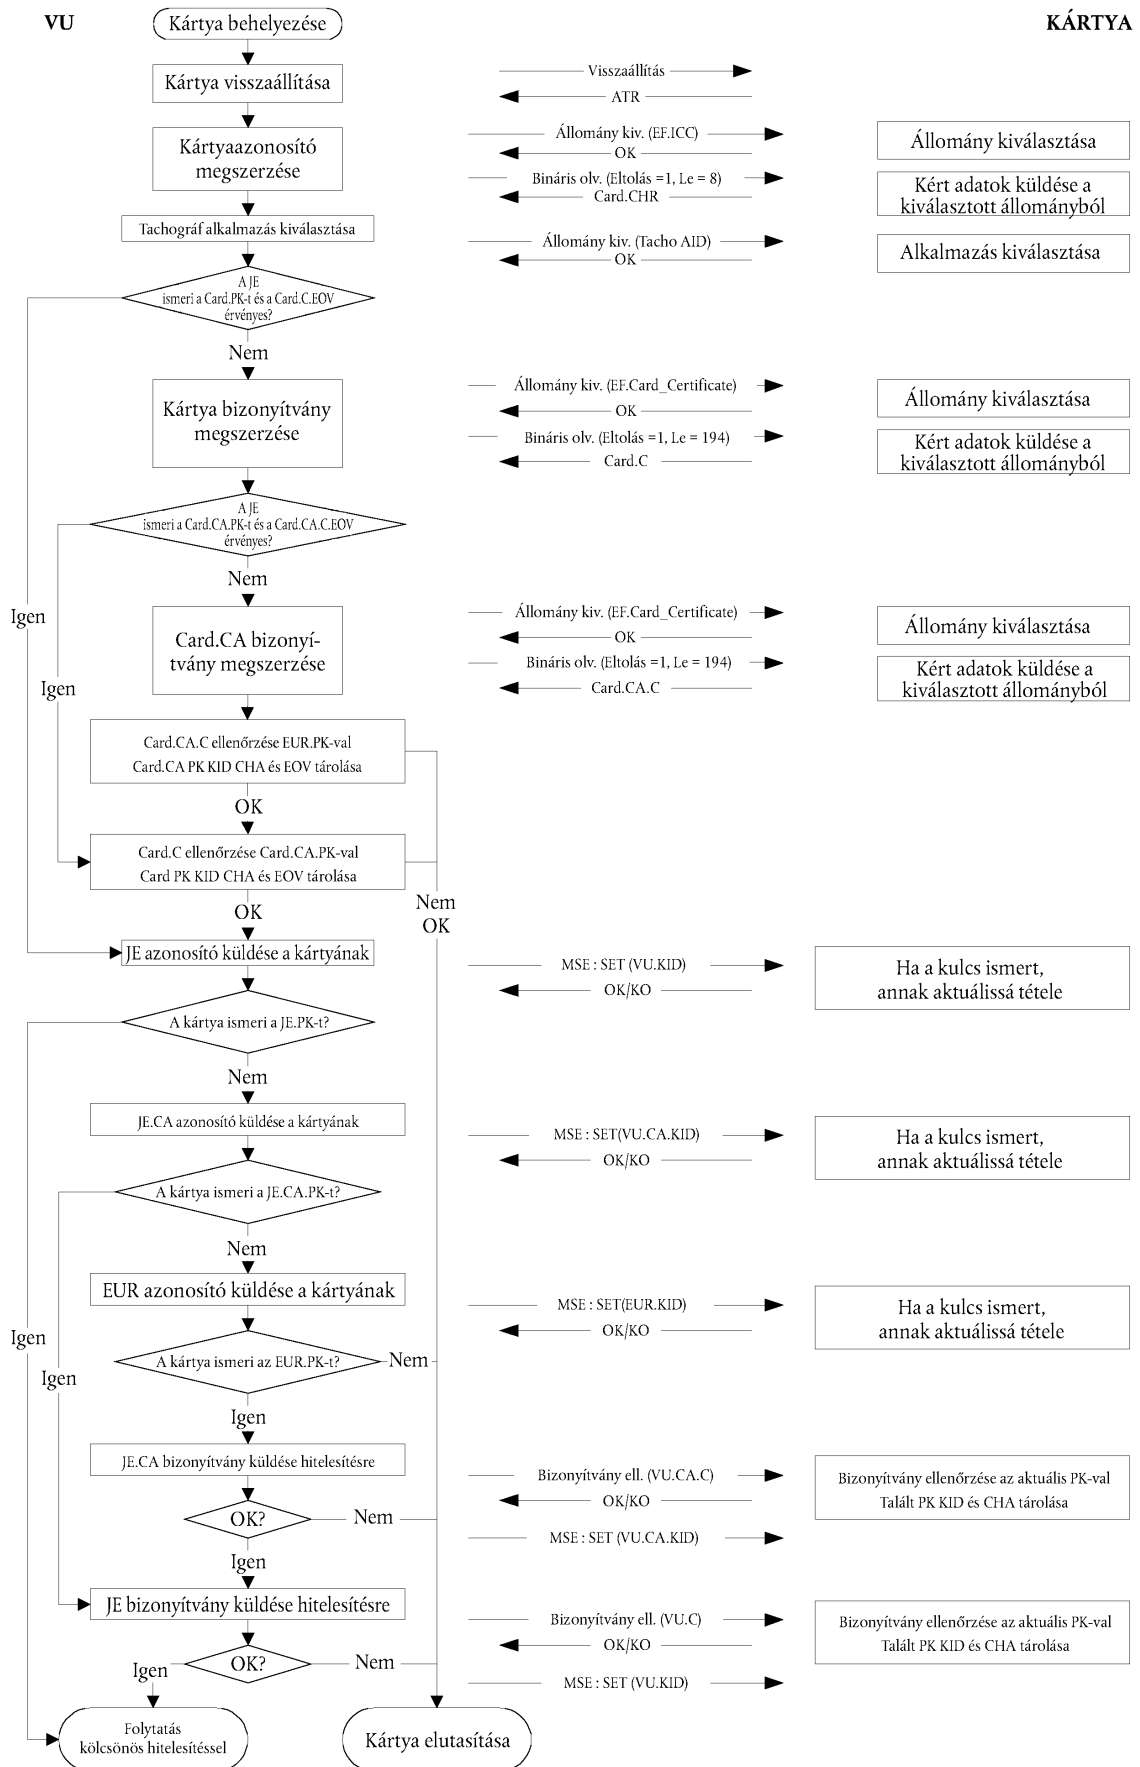 VU
KÁRTYA
Kártya behelyezése
Kártya visszaállítása
Visszaállítás
ATR
Kártyaazonosító
megszerzése
Állomány kiv. (EF.ICC)
OK
Állomány kiválasztása
Bináris olv. (Eltolás =1, Le = 8)
Card.CHR
Kért adatok küldése a
kiválasztott állományból
Tachográf alkalmazás kiválasztása
Állomány kiv. (Tacho AID)
OK
Alkalmazás kiválasztása
A JE
ismeri a Card.PK-t és a Card.C.EOV
érvényes?
Nem
Kártya bizonyítvány
megszerzése
Állomány kiv. (EF.Card_Certificate)
OK
Állomány kiválasztása
Bináris olv. (Eltolás =1, Le = 194)
Card.C
Kért adatok küldése a
kiválasztott állományból
A JE
ismeri a Card.CA.PK-t és a Card.CA.C.EOV
érvényes?
Nem
Igen
Igen
Card.CA bizonyí-
tvány megszerzése
Állomány kiv. (EF.Card_Certificate)
OK
Állomány kiválasztása
Bináris olv. (Eltolás =1, Le = 194)
Card.CA.C
Kért adatok küldése a
kiválasztott állományból
Card.CA.C ellenőrzése EUR.PK-val
Card.CA PK KID CHA és EOV tárolása
OK
Card.C ellenőrzése Card.CA.PK-val
Card PK KID CHA és EOV tárolása
OK
Nem
OK
JE azonosító küldése a kártyának
MSE : SET (VU.KID)
OK/KO
Ha a kulcs ismert,
annak aktuálissá tétele
A kártya ismeri a JE.PK-t?
Nem
JE.CA azonosító küldése a kártyának
MSE : SET(VU.CA.KID)
OK/KO
Ha a kulcs ismert,
annak aktuálissá tétele
A kártya ismeri a JE.CA.PK-t?
Nem
EUR azonosító küldése a kártyának
MSE : SET(EUR.KID)
OK/KO
Ha a kulcs ismert,
annak aktuálissá tétele
Igen
Igen
A kártya ismeri az EUR.PK-t?
Nem
Igen
JE.CA bizonyítvány küldése hitelesítésre
Bizonyítvány ell. (VU.CA.C)
OK/KO
Bizonyítvány ellenőrzése az aktuális PK-val
Talált PK KID és CHA tárolása
OK?
Nem
MSE : SET (VU.CA.KID)
Igen
JE bizonyítvány küldése hitelesítésre
Bizonyítvány ell. (VU.C)
OK/KO
Bizonyítvány ellenőrzése az aktuális PK-val
Talált PK KID és CHA tárolása
OK?
Nem
Igen
MSE : SET (VU.KID)
Folytatás
kölcsönös hitelesítéssel
Kártya elutasítása